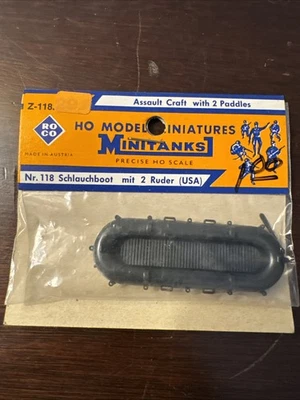 Z-118.
Assault Craft with 2 Paddles
RO
CO
MADE IN AUSTRIA
HO MODEL MINIATURES
MINITANKS
PRECISE HO SCALE
Nr. 118 Schlauchboot mit 2 Ruder (USA)